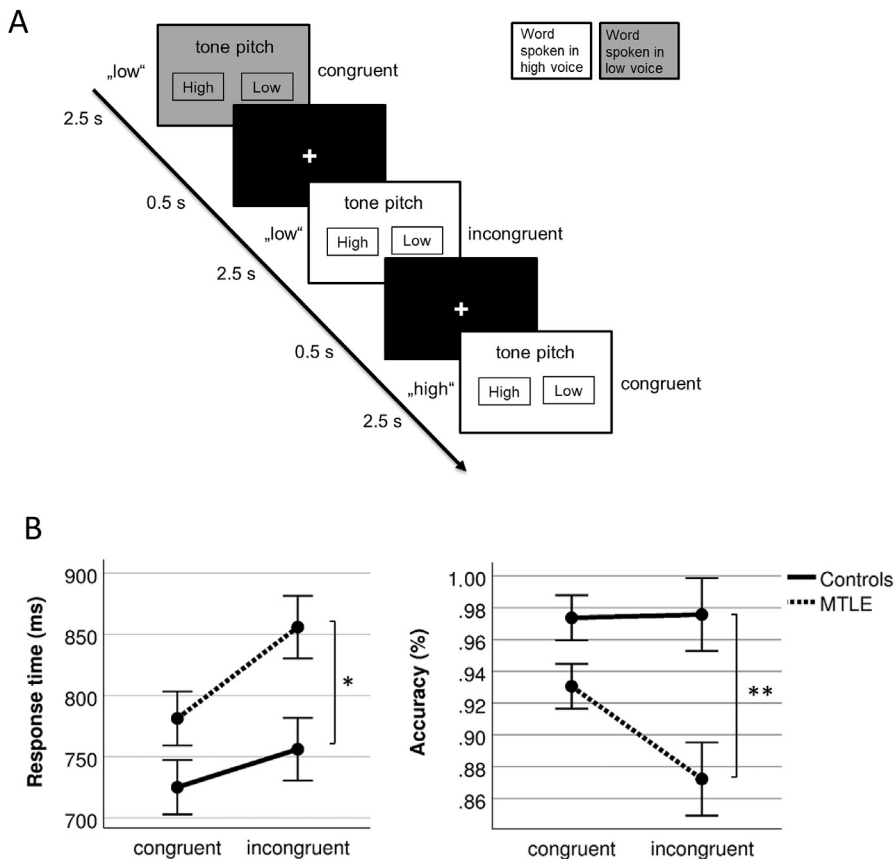 A
tone pitch
High Low
„low“
congruent
Word
spoken in
high voice
Word
spoken in
low voice
2.5 s
+
0.5 s
tone pitch
High Low
„low“
incongruent
2.5 s
+
0.5 s
tone pitch
High Low
„high“
congruent
2.5 s
B
Response time (ms)
900
850
800
750
700
*
congruent incongruent
Accuracy (%)
1.00
.98
.96
.94
.92
.90
.88
.86
**
congruent incongruent
Controls
MTLE